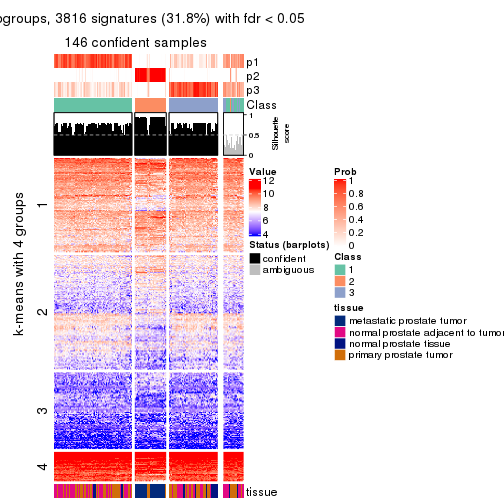 ogroups, 3816 signatures (31.8%) with fdr < 0.05
146 confident samples
p1
p2
p3
Class
1
0.5
0
Silhouette
score
k-means with 4 groups
1
2
3
4
tissue
Value
12
10
8
6
4
Status (barplots)
confident
ambiguous
Prob
1
0.8
0.6
0.4
0.2
0
Class
1
2
3
tissue
metastatic prostate tumor
normal prostate adjacent to tumor
normal prostate tissue
primary prostate tumor